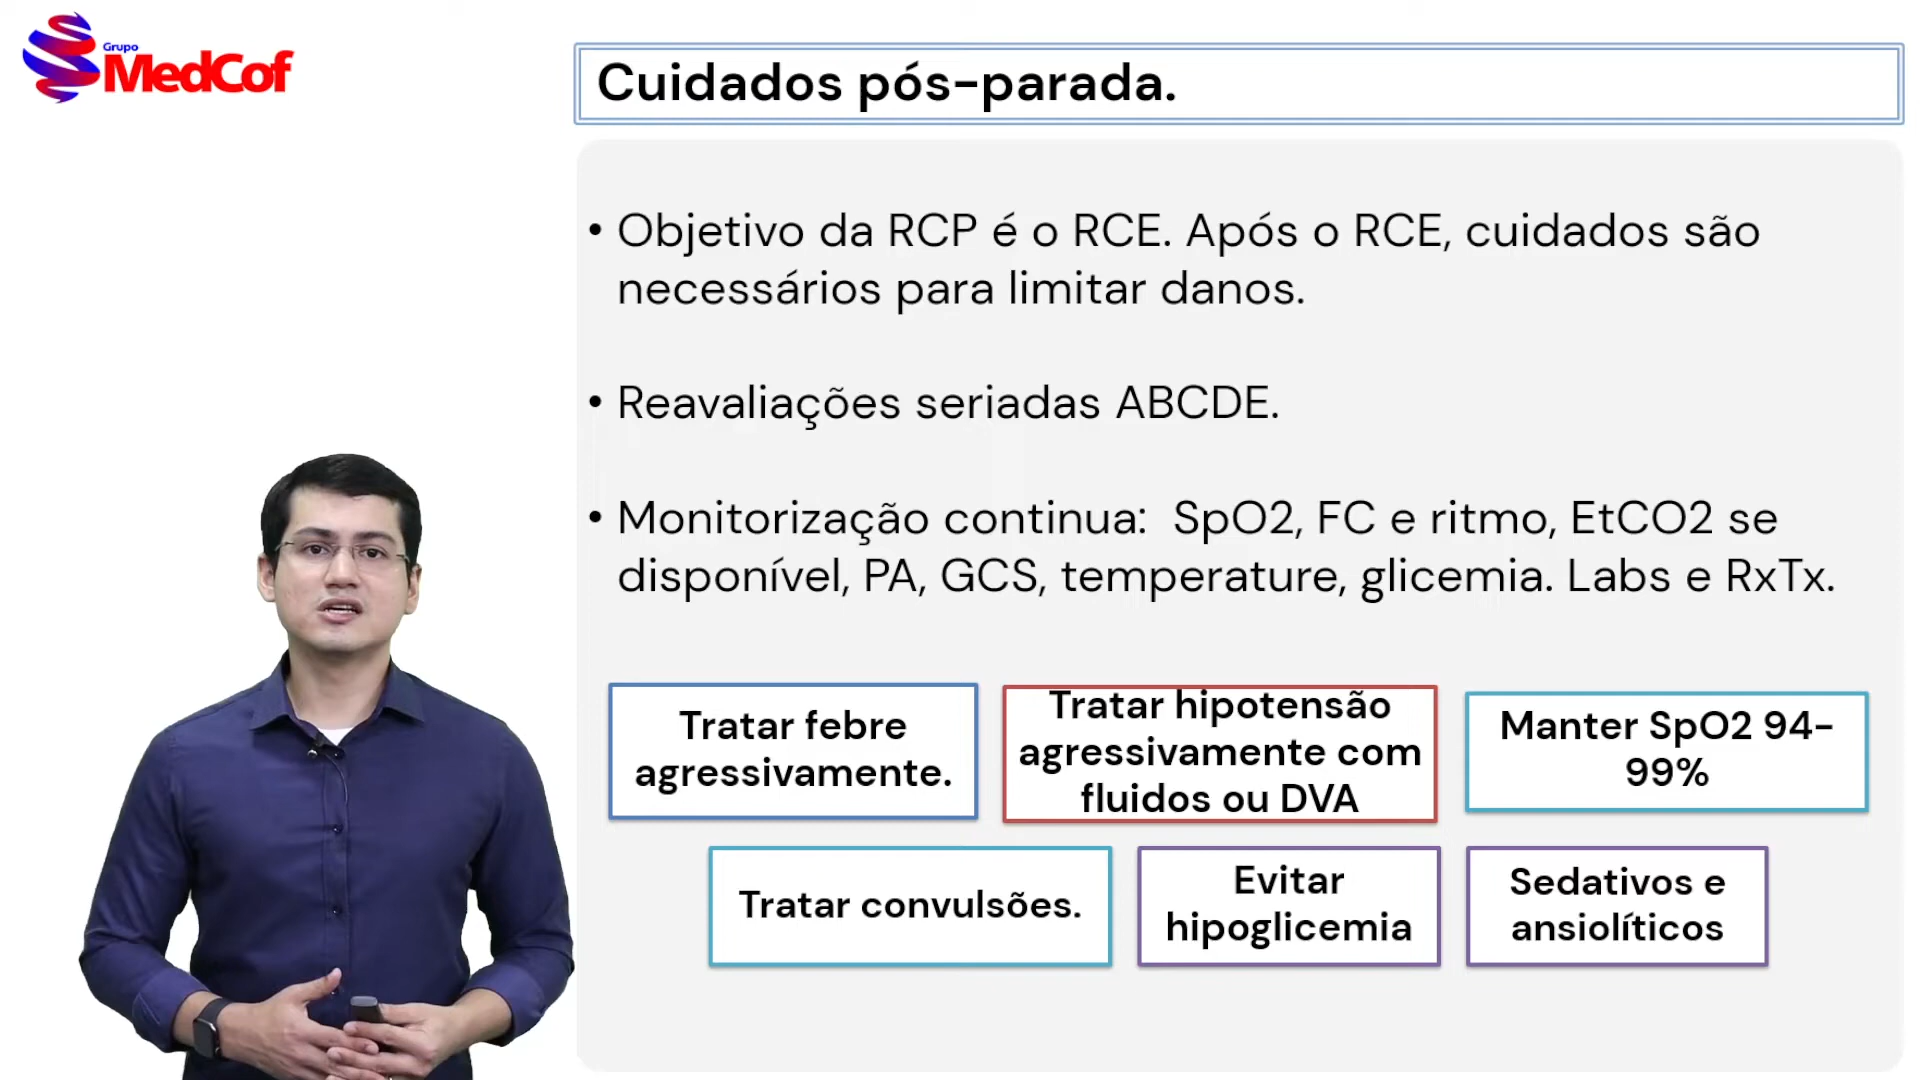 Grupo
MedCof
Cuidados pós-parada.
• Objetivo da RCP é o RCE. Após o RCE, cuidados são
necessários para limitar danos.
• Reavaliações seriadas ABCDE.
• Monitorização continua:  SpO2, FC e ritmo, EtCO2 se
disponível, PA, GCS, temperature, glicemia. Labs e RxTx.
Tratar febre
agressivamente.
Tratar hipotensão
agressivamente com
fluidos ou DVA
Manter SpO2 94-
99%
Tratar convulsões.
Evitar
hipoglicemia
Sedativos e
ansiolíticos